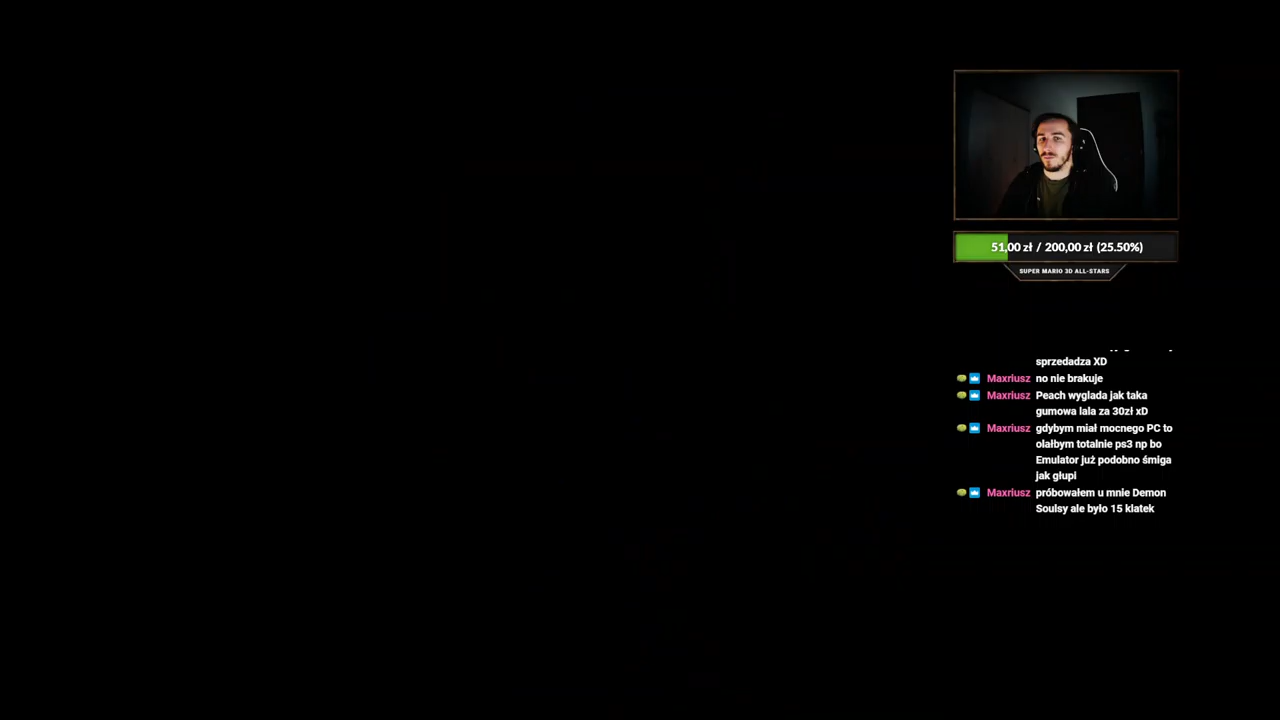 51,00 zł / 200,00 zł (25.50%)
SUPER MARIO 3D ALL-STARS
sprzedadza XD
Maxriusz no nie brakuje
Maxriusz Peach wyglada jak taka
gumowa lala za 30zł xD
Maxriusz gdybym miał mocnego PC to
olałbym totalnie ps3 np bo
Emulator już podobno śmiga
jak głupi
Maxriusz próbowałem u mnie Demon
Soulsy ale było 15 klatek